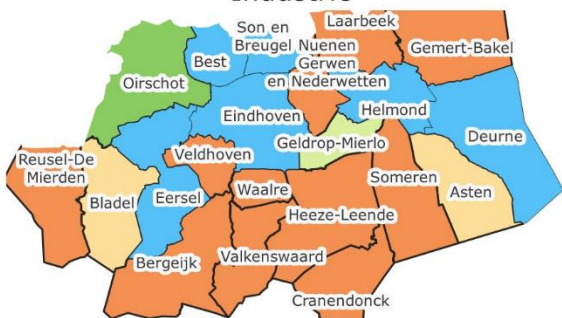 Son en
Breugel
Laarbeek
Nuenen
Gerwen
en Nederwetten
Gemert-Bakel
Best
Oirschot
Helmond
Eindhoven
Deurne
Geldrop-Mierlo
Veldhoven
Reusel-De
Mierden
Someren
Waalre
Asten
Eersel
Bladel
Heeze-Leende
Valkenswaard
Bergeijk
Cranendonck